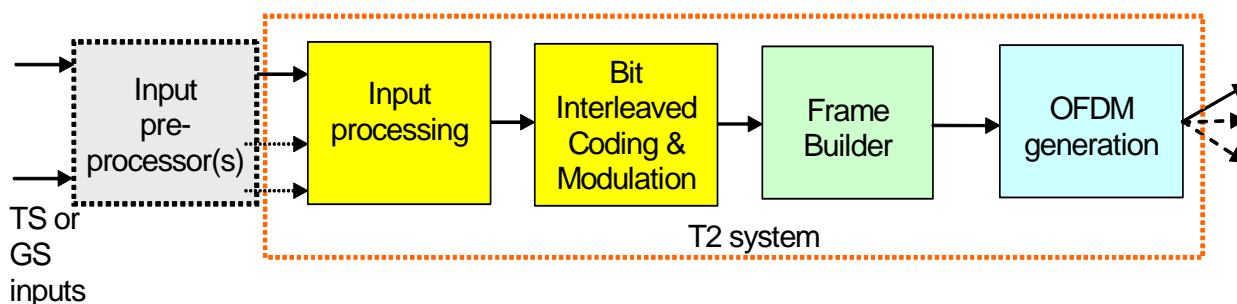 Input
pre-
processor(s)
TS or
GS
inputs
Input
processing
Bit
Interleaved
Coding &
Modulation
Frame
Builder
OFDM
generation
T2 system